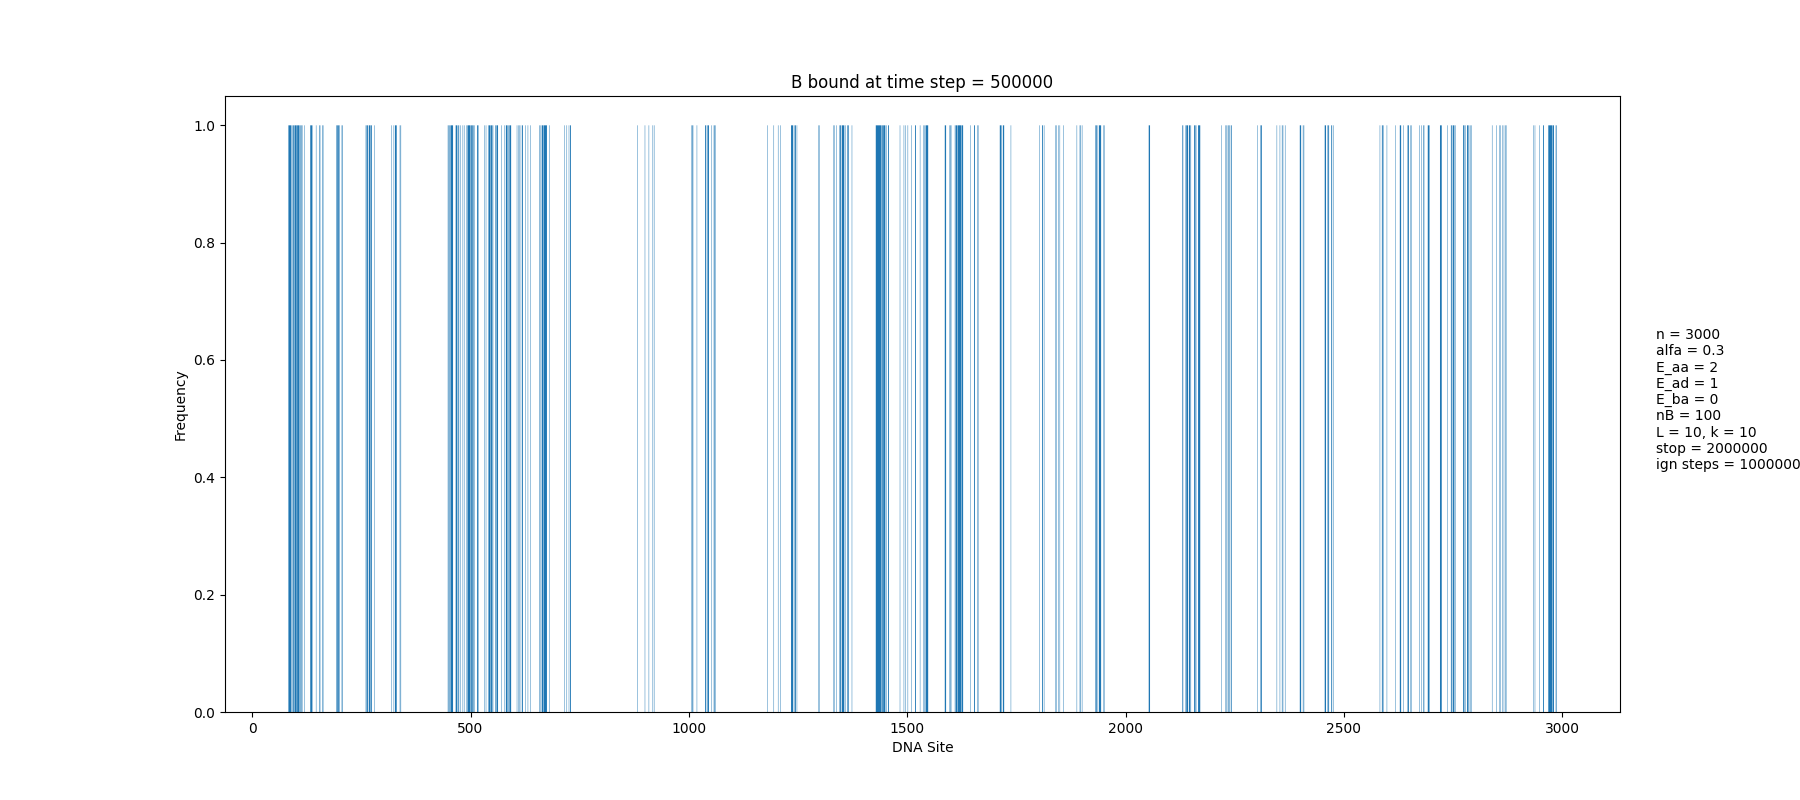 B bound at time step = 500000
1.0
0.8
0.6
0.4
0.2
0.0
Frequency
0 500 1000 1500 2000 2500 3000
DNA Site
n = 3000
alfa = 0.3
E_aa = 2
E_ad = 1
E_ba = 0
nB = 100
L = 10, k = 10
stop = 2000000
ign steps = 1000000